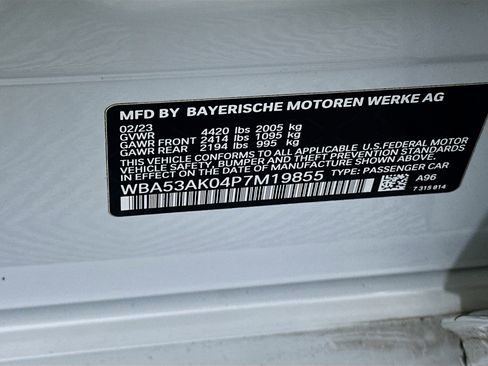 MFD BY BAYERISCHE MOTOREN WERKE AG
02/23
GVWR 4420 lbs 2005 kg
GAWR FRONT 2414 lbs 1095 kg
GAWR REAR 2194 lbs 995 kg
THIS VEHICLE CONFORMS TO ALL APPLICABLE U.S.FEDERAL MOTOR
VEHICLE SAFETY, BUMPER, AND THEFT PREVENTION STANDARDS
IN EFFECT ON THE DATE OF MANUFACTURE SHOWN ABOVE.
WBA53AK04P7M19855 TYPE: PASSENGER CAR
A96
7 315 814